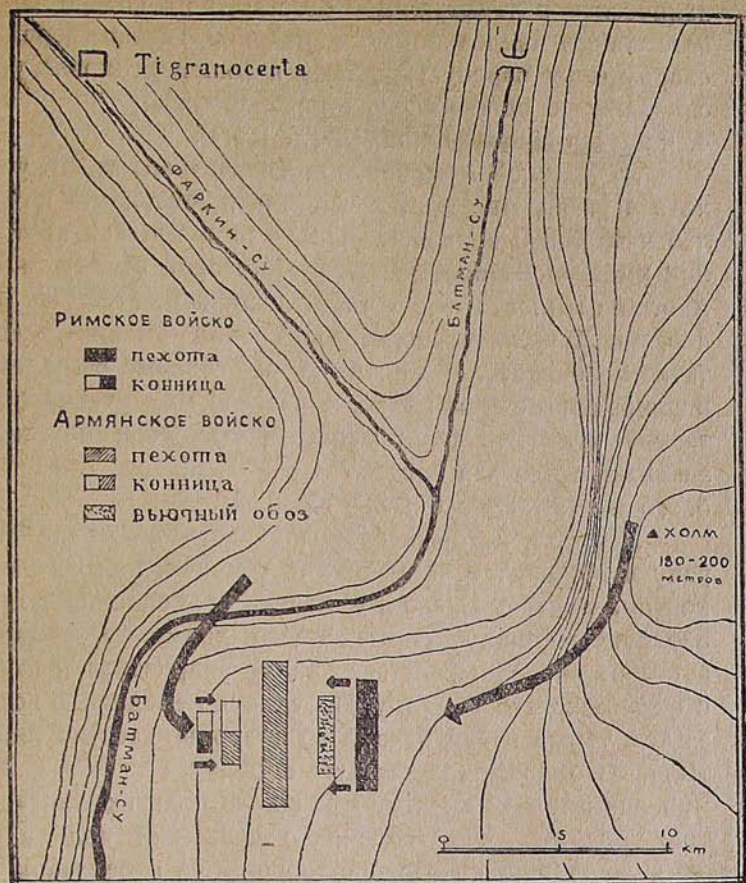 Tigranocerta
ФАРКИН-СУ
БАТМАН-СУ
РИМСКОЕ ВОЙСКО
пехота
конница
АРМЯНСКОЕ ВОЙСКО
пехота
конница
вьючный обоз
ХОЛМ
180-200
метров
БАТМАН-СУ
0 5 10
км